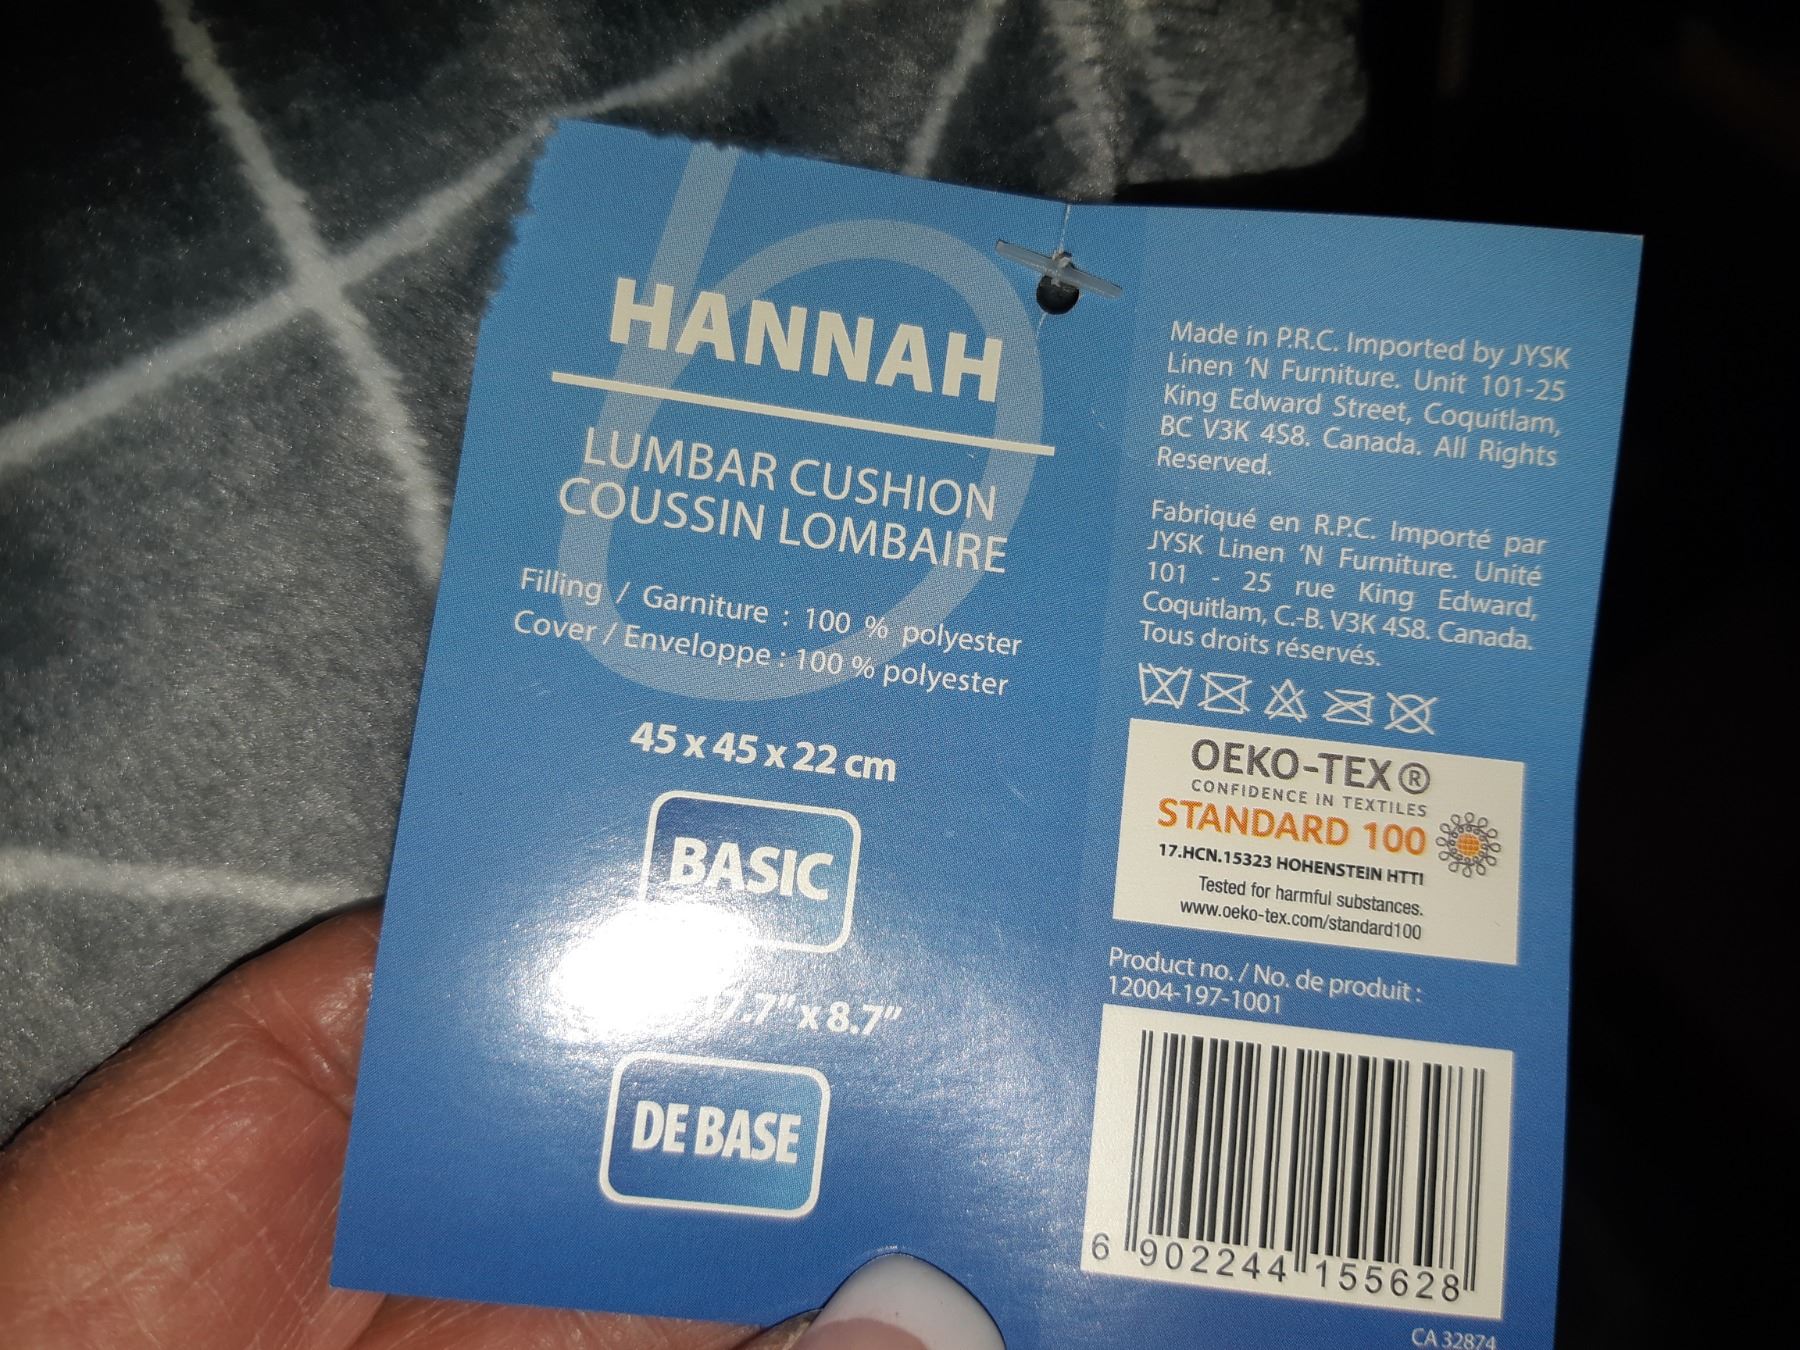 HANNAH
LUMBAR CUSHION
COUSSIN LOMBAIRE
Filling / Garniture : 100 % polyester
Cover / Enveloppe : 100 % polyester
45 x 45 x 22 cm
BASIC
7.7" x 8.7"
DE BASE
Made in P.R.C. Imported by JYSK
Linen 'N Furniture. Unit 101-25
King Edward Street, Coquitlam,
BC V3K 4S8. Canada. All Rights
Reserved.
Fabriqué en R.P.C. Importé par
JYSK Linen 'N Furniture. Unité
101 - 25 rue King Edward,
Coquitlam, C.-B. V3K 4S8. Canada.
Tous droits réservés.
OEKO-TEX®
CONFIDENCE IN TEXTILES
STANDARD 100
17.HCN.15323 HOHENSTEIN HTTI
Tested for harmful substances.
www.oeko-tex.com/standard100
Product no. / No. de produit :
12004-197-1001
6 902244 155628
CA 32874